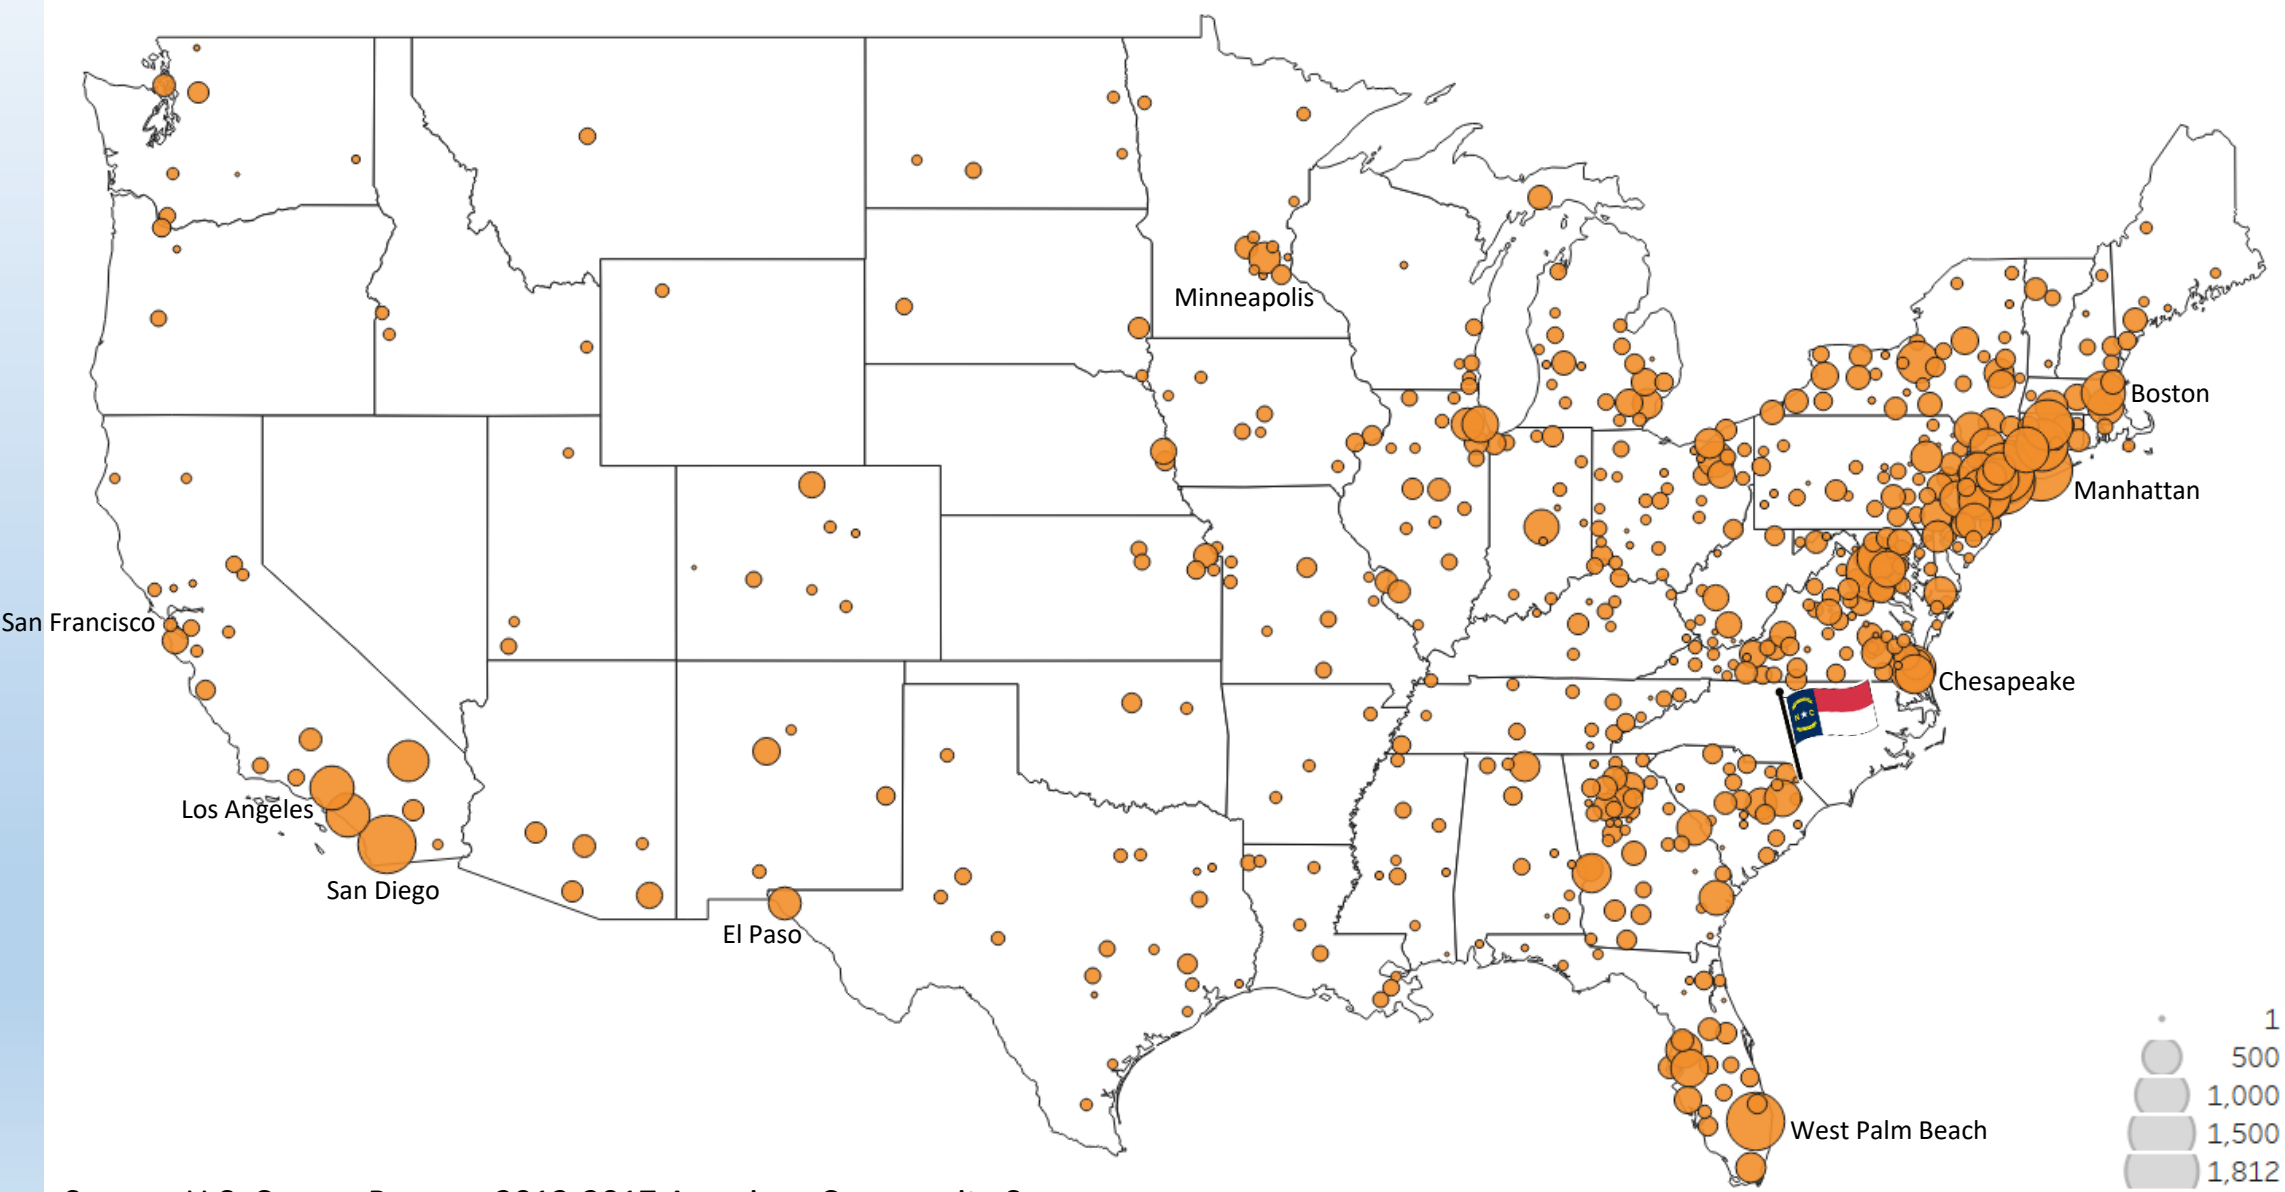 Minneapolis
Boston
Manhattan
San Francisco
Chesapeake
N★C
Los Angeles
San Diego
El Paso
West Palm Beach
1
500
1,000
1,500
1,812